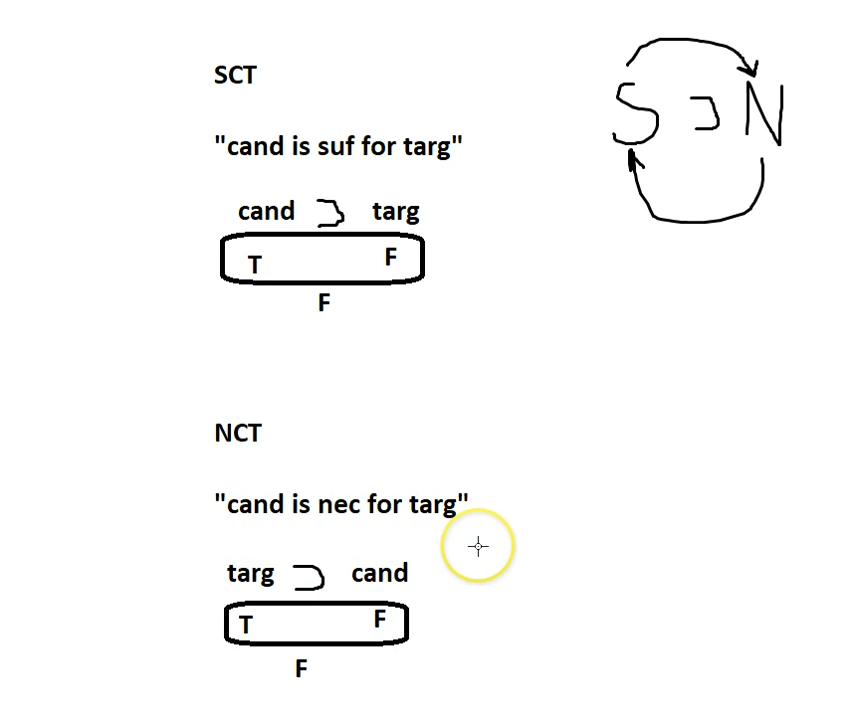 SCT
S ⊃ N
"cand is suf for targ"
cand ⊃ targ
T F
F
NCT
"cand is nec for targ"
targ ⊃ cand
T F
F